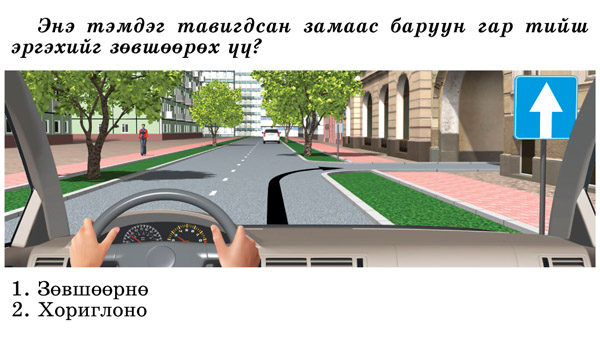 Энэ тэмдэг тавигдсан замаас баруун гар тийш
эргэхийг зөвшөөрөх үү?
1. Зөвшөөрнө
2. Хориглоно